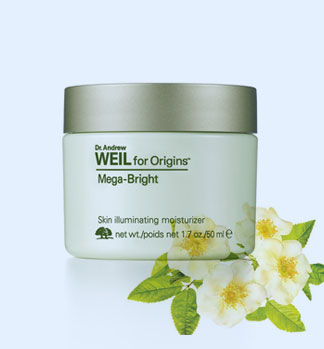 Dr. Andrew
WEIL for Origins™
Mega-Bright
Skin illuminating moisturizer
net wt./poids net 1.7 oz./50 ml ℮